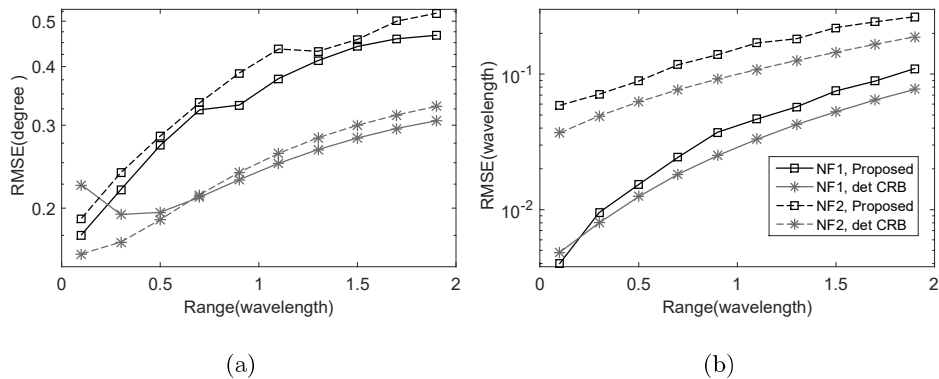 0.5
0.4
0.3
0.2
RMSE(degree)
0 0.5 1 1.5 2
Range(wavelength)
(a)
10^-1
10^-2
RMSE(wavelength)
NF1, Proposed
NF1, det CRB
NF2, Proposed
NF2, det CRB
0 0.5 1 1.5 2
Range(wavelength)
(b)